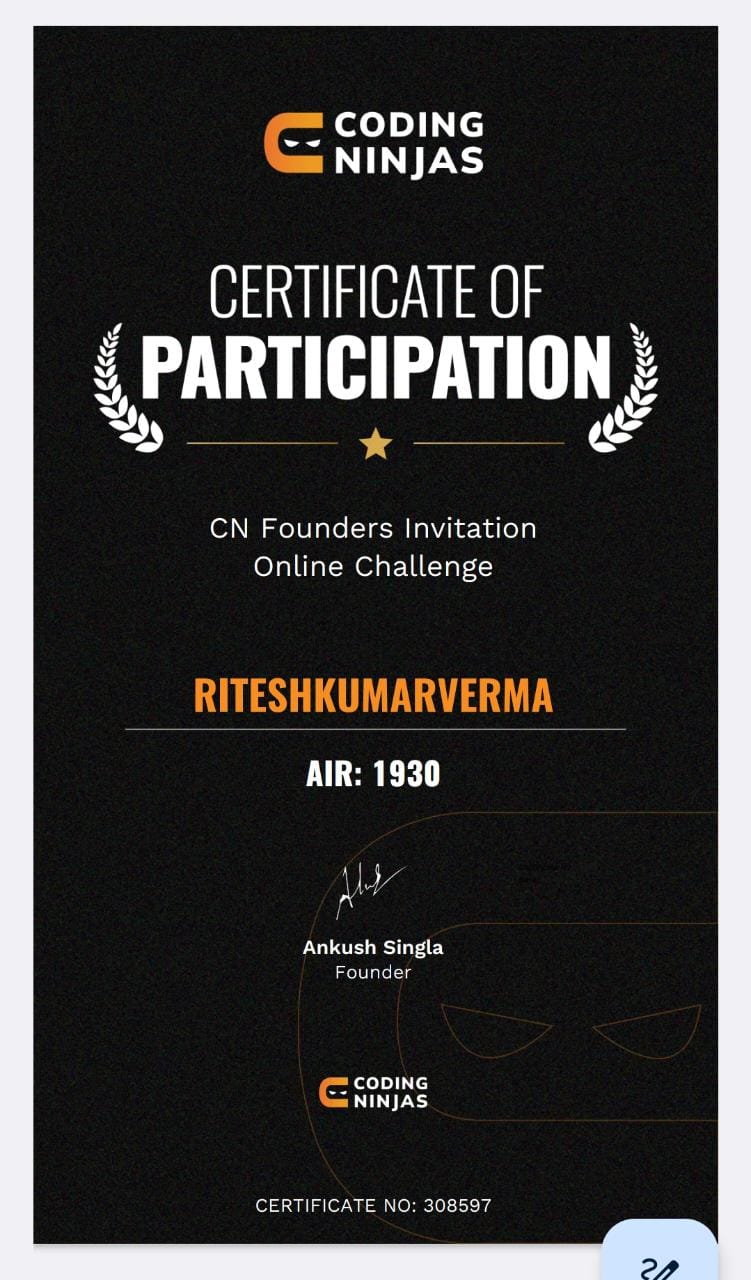 CODING
NINJAS
CERTIFICATE OF
PARTICIPATION
CN Founders Invitation
Online Challenge
RITESHKUMARVERMA
AIR: 1930
Ankush Singla
Founder
CODING
NINJAS
CERTIFICATE NO: 308597